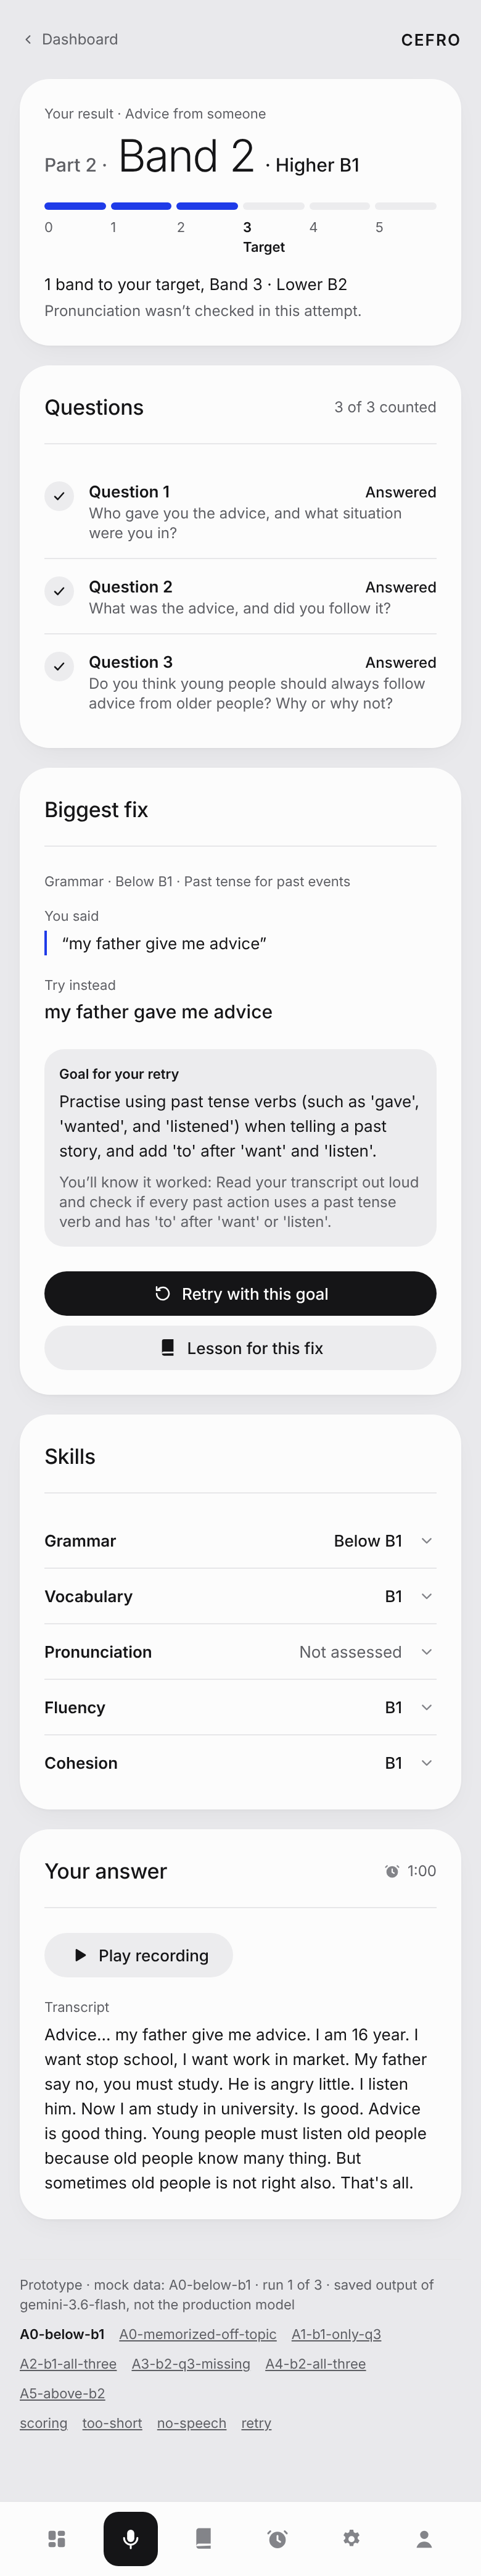 Dashboard
CEFRO
Your result · Advice from someone
Part 2 · Band 2 · Higher B1
0 1 2 3 4 5
Target
1 band to your target, Band 3 · Lower B2
Pronunciation wasn’t checked in this attempt.
Questions 3 of 3 counted
Question 1 Answered
Who gave you the advice, and what situation
were you in?
Question 2 Answered
What was the advice, and did you follow it?
Question 3 Answered
Do you think young people should always follow
advice from older people? Why or why not?
Biggest fix
Grammar · Below B1 · Past tense for past events
You said
“my father give me advice”
Try instead
my father gave me advice
Goal for your retry
Practise using past tense verbs (such as 'gave',
'wanted', and 'listened') when telling a past
story, and add 'to' after 'want' and 'listen'.
You’ll know it worked: Read your transcript out loud
and check if every past action uses a past tense
verb and has 'to' after 'want' or 'listen'.
Retry with this goal
Lesson for this fix
Skills
Grammar Below B1
Vocabulary B1
Pronunciation Not assessed
Fluency B1
Cohesion B1
Your answer 1:00
Play recording
Transcript
Advice... my father give me advice. I am 16 year. I
want stop school, I want work in market. My father
say no, you must study. He is angry little. I listen
him. Now I am study in university. Is good. Advice
is good thing. Young people must listen old people
because old people know many thing. But
sometimes old people is not right also. That's all.
Prototype · mock data: A0-below-b1 · run 1 of 3 · saved output of
gemini-3.6-flash, not the production model
A0-below-b1 A0-memorized-off-topic A1-b1-only-q3
A2-b1-all-three A3-b2-q3-missing A4-b2-all-three
A5-above-b2
scoring too-short no-speech retry